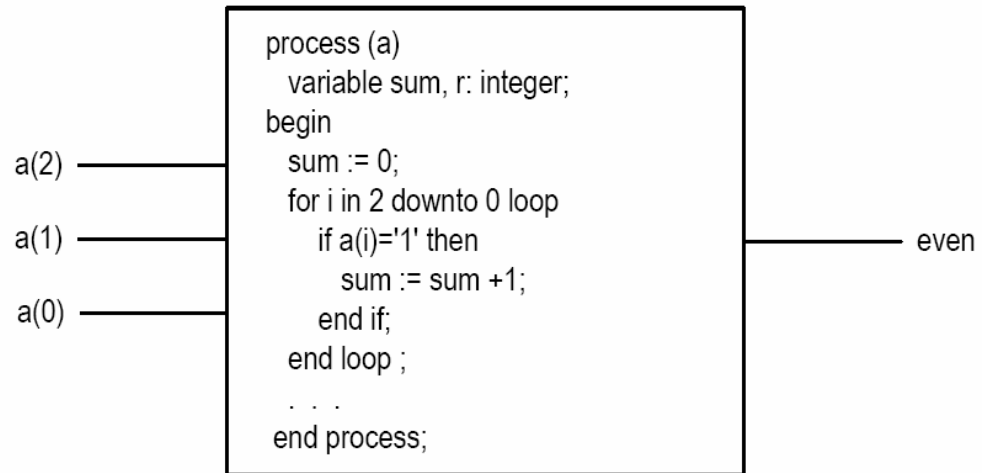 process (a)
variable sum, r: integer;
begin
sum := 0;
for i in 2 downto 0 loop
if a(i)='1' then
sum := sum +1;
end if;
end loop ;
. . .
end process;
a(2)
a(1)
a(0)
even